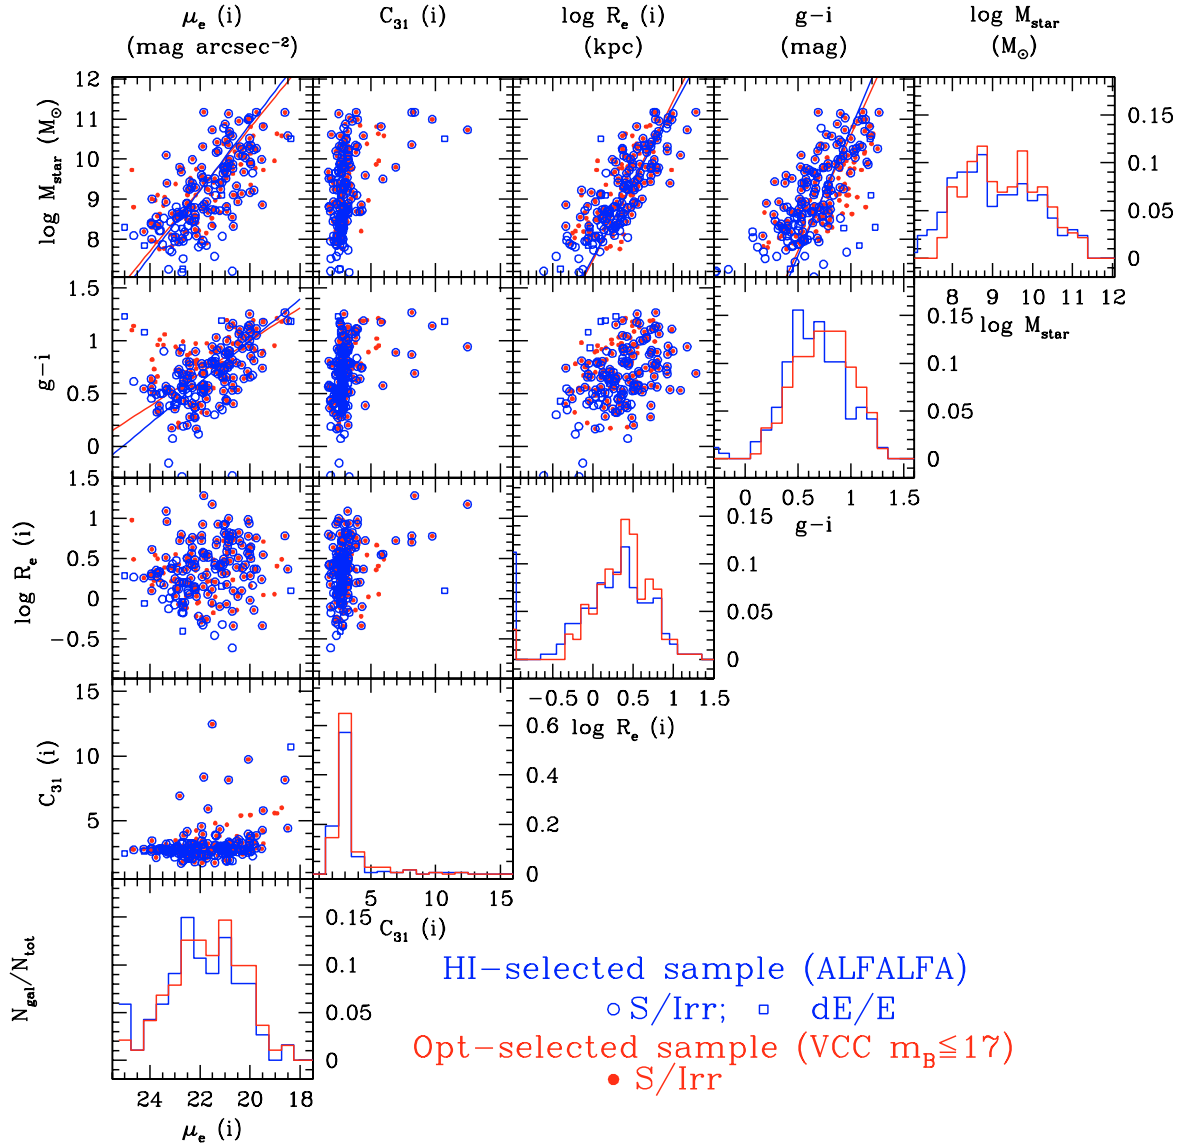 μe (i) C31 (i) log Re (i) g−i log Mstar
(mag arcsec−2) (kpc) (mag) (M⊙)
log Mstar (M⊙)
12
11
10
9
8
0.15
0.1
0.05
0
8 9 10 11 12
log Mstar
g−i
1.5
1
0.5
0
0.15
0.1
0.05
0
0 0.5 1 1.5
g−i
log Re (i)
1.5
1
0.5
0
−0.5
0.15
0.1
0.05
0
−0.5 0 0.5 1 1.5
log Re (i)
C31 (i)
15
10
5
0.6
0.4
0.2
0
5 10 15
C31 (i)
Ngal/Ntot
0.15
0.1
0.05
0
24 22 20 18
μe (i)
HI−selected sample (ALFALFA)
S/Irr; dE/E
Opt−selected sample (VCC mB≦17)
S/Irr